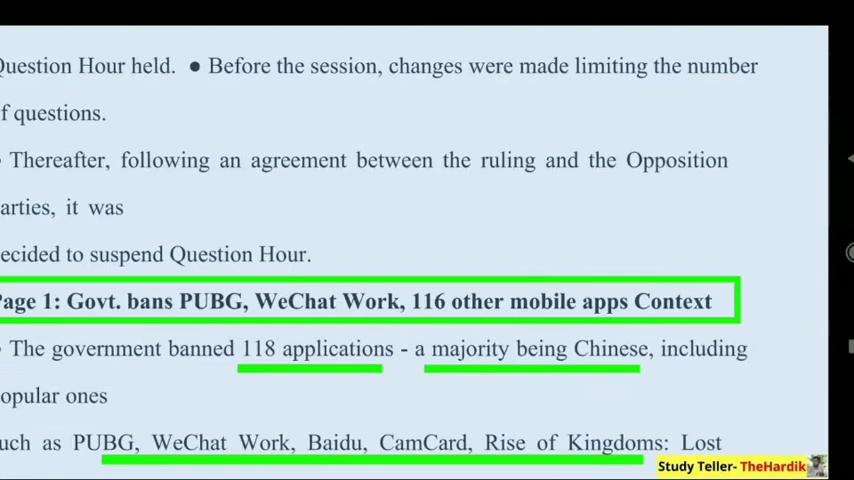 Question Hour held. ● Before the session, changes were made limiting the number
f questions.
Thereafter, following an agreement between the ruling and the Opposition
arties, it was
ecided to suspend Question Hour.
Page 1: Govt. bans PUBG, WeChat Work, 116 other mobile apps Context
The government banned 118 applications - a majority being Chinese, including
opular ones
uch as PUBG, WeChat Work, Baidu, CamCard, Rise of Kingdoms: Lost
Study Teller- TheHardik